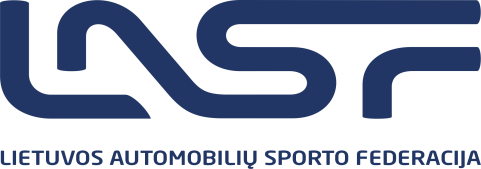 LASF
LIETUVOS AUTOMOBILIŲ SPORTO FEDERACIJA